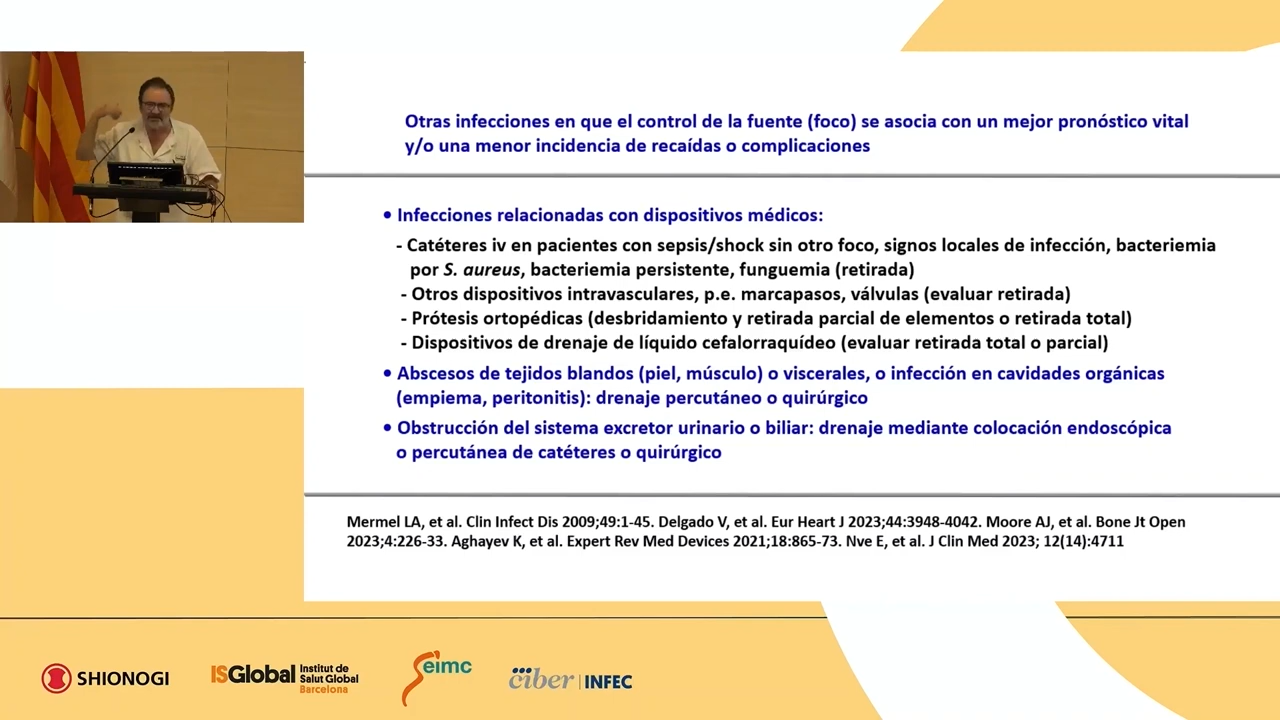 Otras infecciones en que el control de la fuente (foco) se asocia con un mejor pronóstico vital
y/o una menor incidencia de recaídas o complicaciones
• Infecciones relacionadas con dispositivos médicos:
- Catéteres iv en pacientes con sepsis/shock sin otro foco, signos locales de infección, bacteriemia
por S. aureus, bacteriemia persistente, funguemia (retirada)
- Otros dispositivos intravasculares, p.e. marcapasos, válvulas (evaluar retirada)
- Prótesis ortopédicas (desbridamiento y retirada parcial de elementos o retirada total)
- Dispositivos de drenaje de líquido cefalorraquídeo (evaluar retirada total o parcial)
• Abscesos de tejidos blandos (piel, músculo) o viscerales, o infección en cavidades orgánicas
(empiema, peritonitis): drenaje percutáneo o quirúrgico
• Obstrucción del sistema excretor urinario o biliar: drenaje mediante colocación endoscópica
o percutánea de catéteres o quirúrgico
Mermel LA, et al. Clin Infect Dis 2009;49:1-45. Delgado V, et al. Eur Heart J 2023;44:3948-4042. Moore AJ, et al. Bone Jt Open
2023;4:226-33. Aghayev K, et al. Expert Rev Med Devices 2021;18:865-73. Nve E, et al. J Clin Med 2023; 12(14):4711
SHIONOGI
ISGlobal Institut de
Salut Global
Barcelona
Seimc
ciber | INFEC